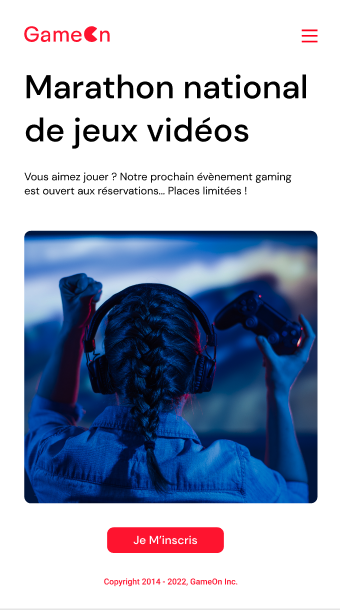 GameOn
Marathon national
de jeux vidéos
Vous aimez jouer ? Notre prochain évènement gaming
est ouvert aux réservations... Places limitées !
Je M'inscris
Copyright 2014 - 2022, GameOn Inc.